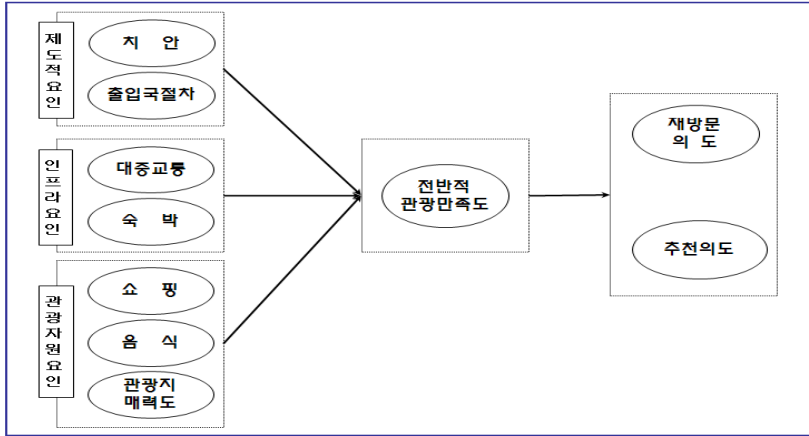 제도적요인
치 안
출입국절차
인프라요인
대중교통
숙 박
관광자원요인
쇼 핑
음 식
관광지
매력도
전반적
관광만족도
재방문
의 도
추천의도